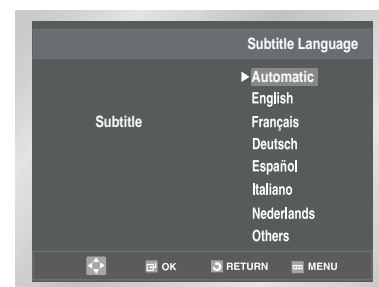 Subtitle Language
Subtitle
Automatic
English
Français
Deutsch
Español
Italiano
Nederlands
Others
OK RETURN MENU